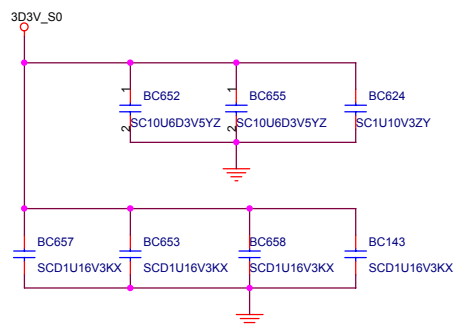 3D3V_S0
1
BC652
2
SC10U6D3V5YZ
1
BC655
2
SC10U6D3V5YZ
BC624
SC1U10V3ZY
BC657
SCD1U16V3KX
BC653
SCD1U16V3KX
BC658
SCD1U16V3KX
BC143
SCD1U16V3KX